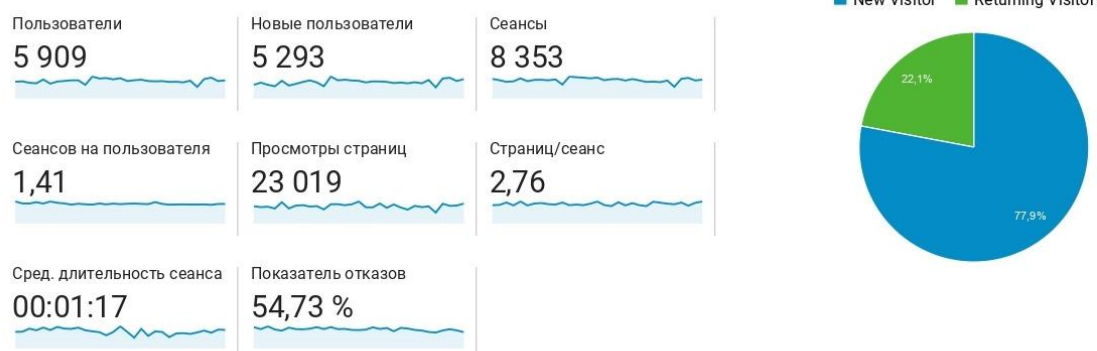 New Visitor Returning Visitor
Пользователи
5 909
Новые пользователи
5 293
Сеансы
8 353
22,1%
77,9%
Сеансов на пользователя
1,41
Просмотры страниц
23 019
Страниц/сеанс
2,76
Сред. длительность сеанса
00:01:17
Показатель отказов
54,73 %